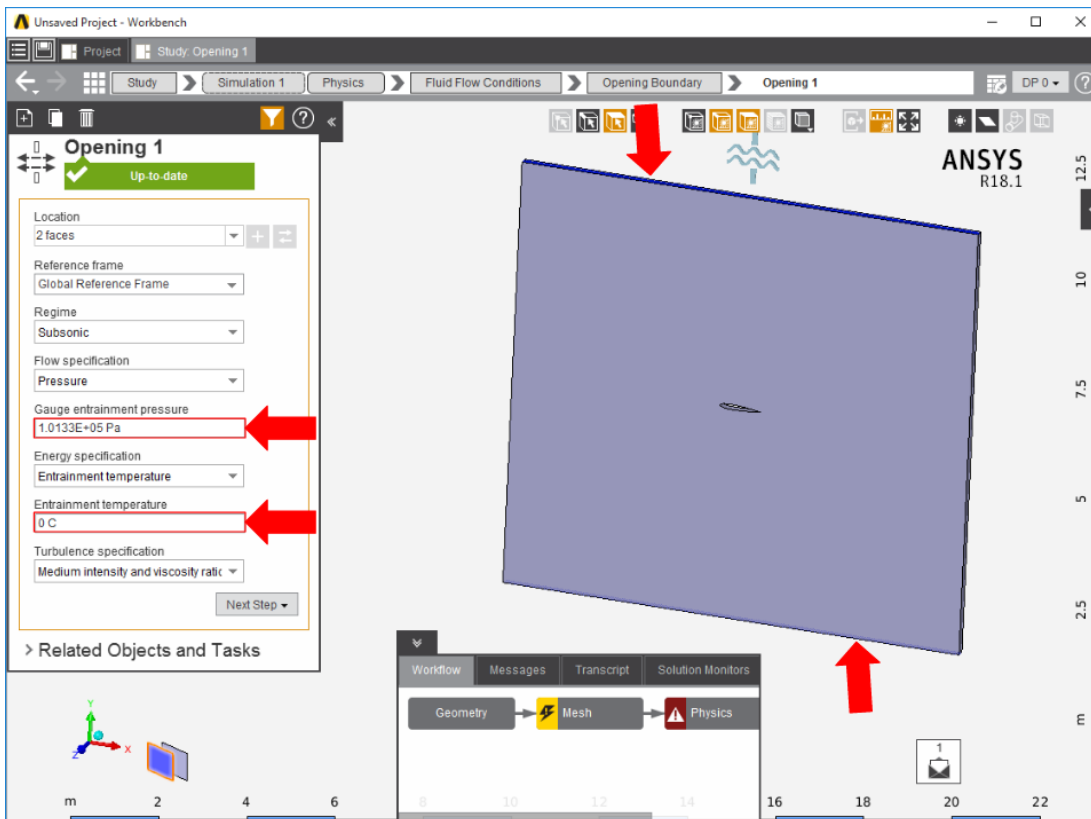 Unsaved Project - Workbench
Project
Study: Opening 1
Study
Simulation 1
Physics
Fluid Flow Conditions
Opening Boundary
Opening 1
DP 0
Opening 1
Up-to-date
Location
2 faces
Reference frame
Global Reference Frame
Regime
Subsonic
Flow specification
Pressure
Gauge entrainment pressure
1.0133E+05 Pa
Energy specification
Entrainment temperature
Entrainment temperature
0 C
Turbulence specification
Medium intensity and viscosity ratic
Next Step
Related Objects and Tasks
ANSYS
R18.1
12.5
10
7.5
5
2.5
m
Workflow
Messages
Transcript
Solution Monitors
Geometry
Mesh
Physics
Y
X
Z
1
m
2
4
6
8
10
12
14
16
18
20
22